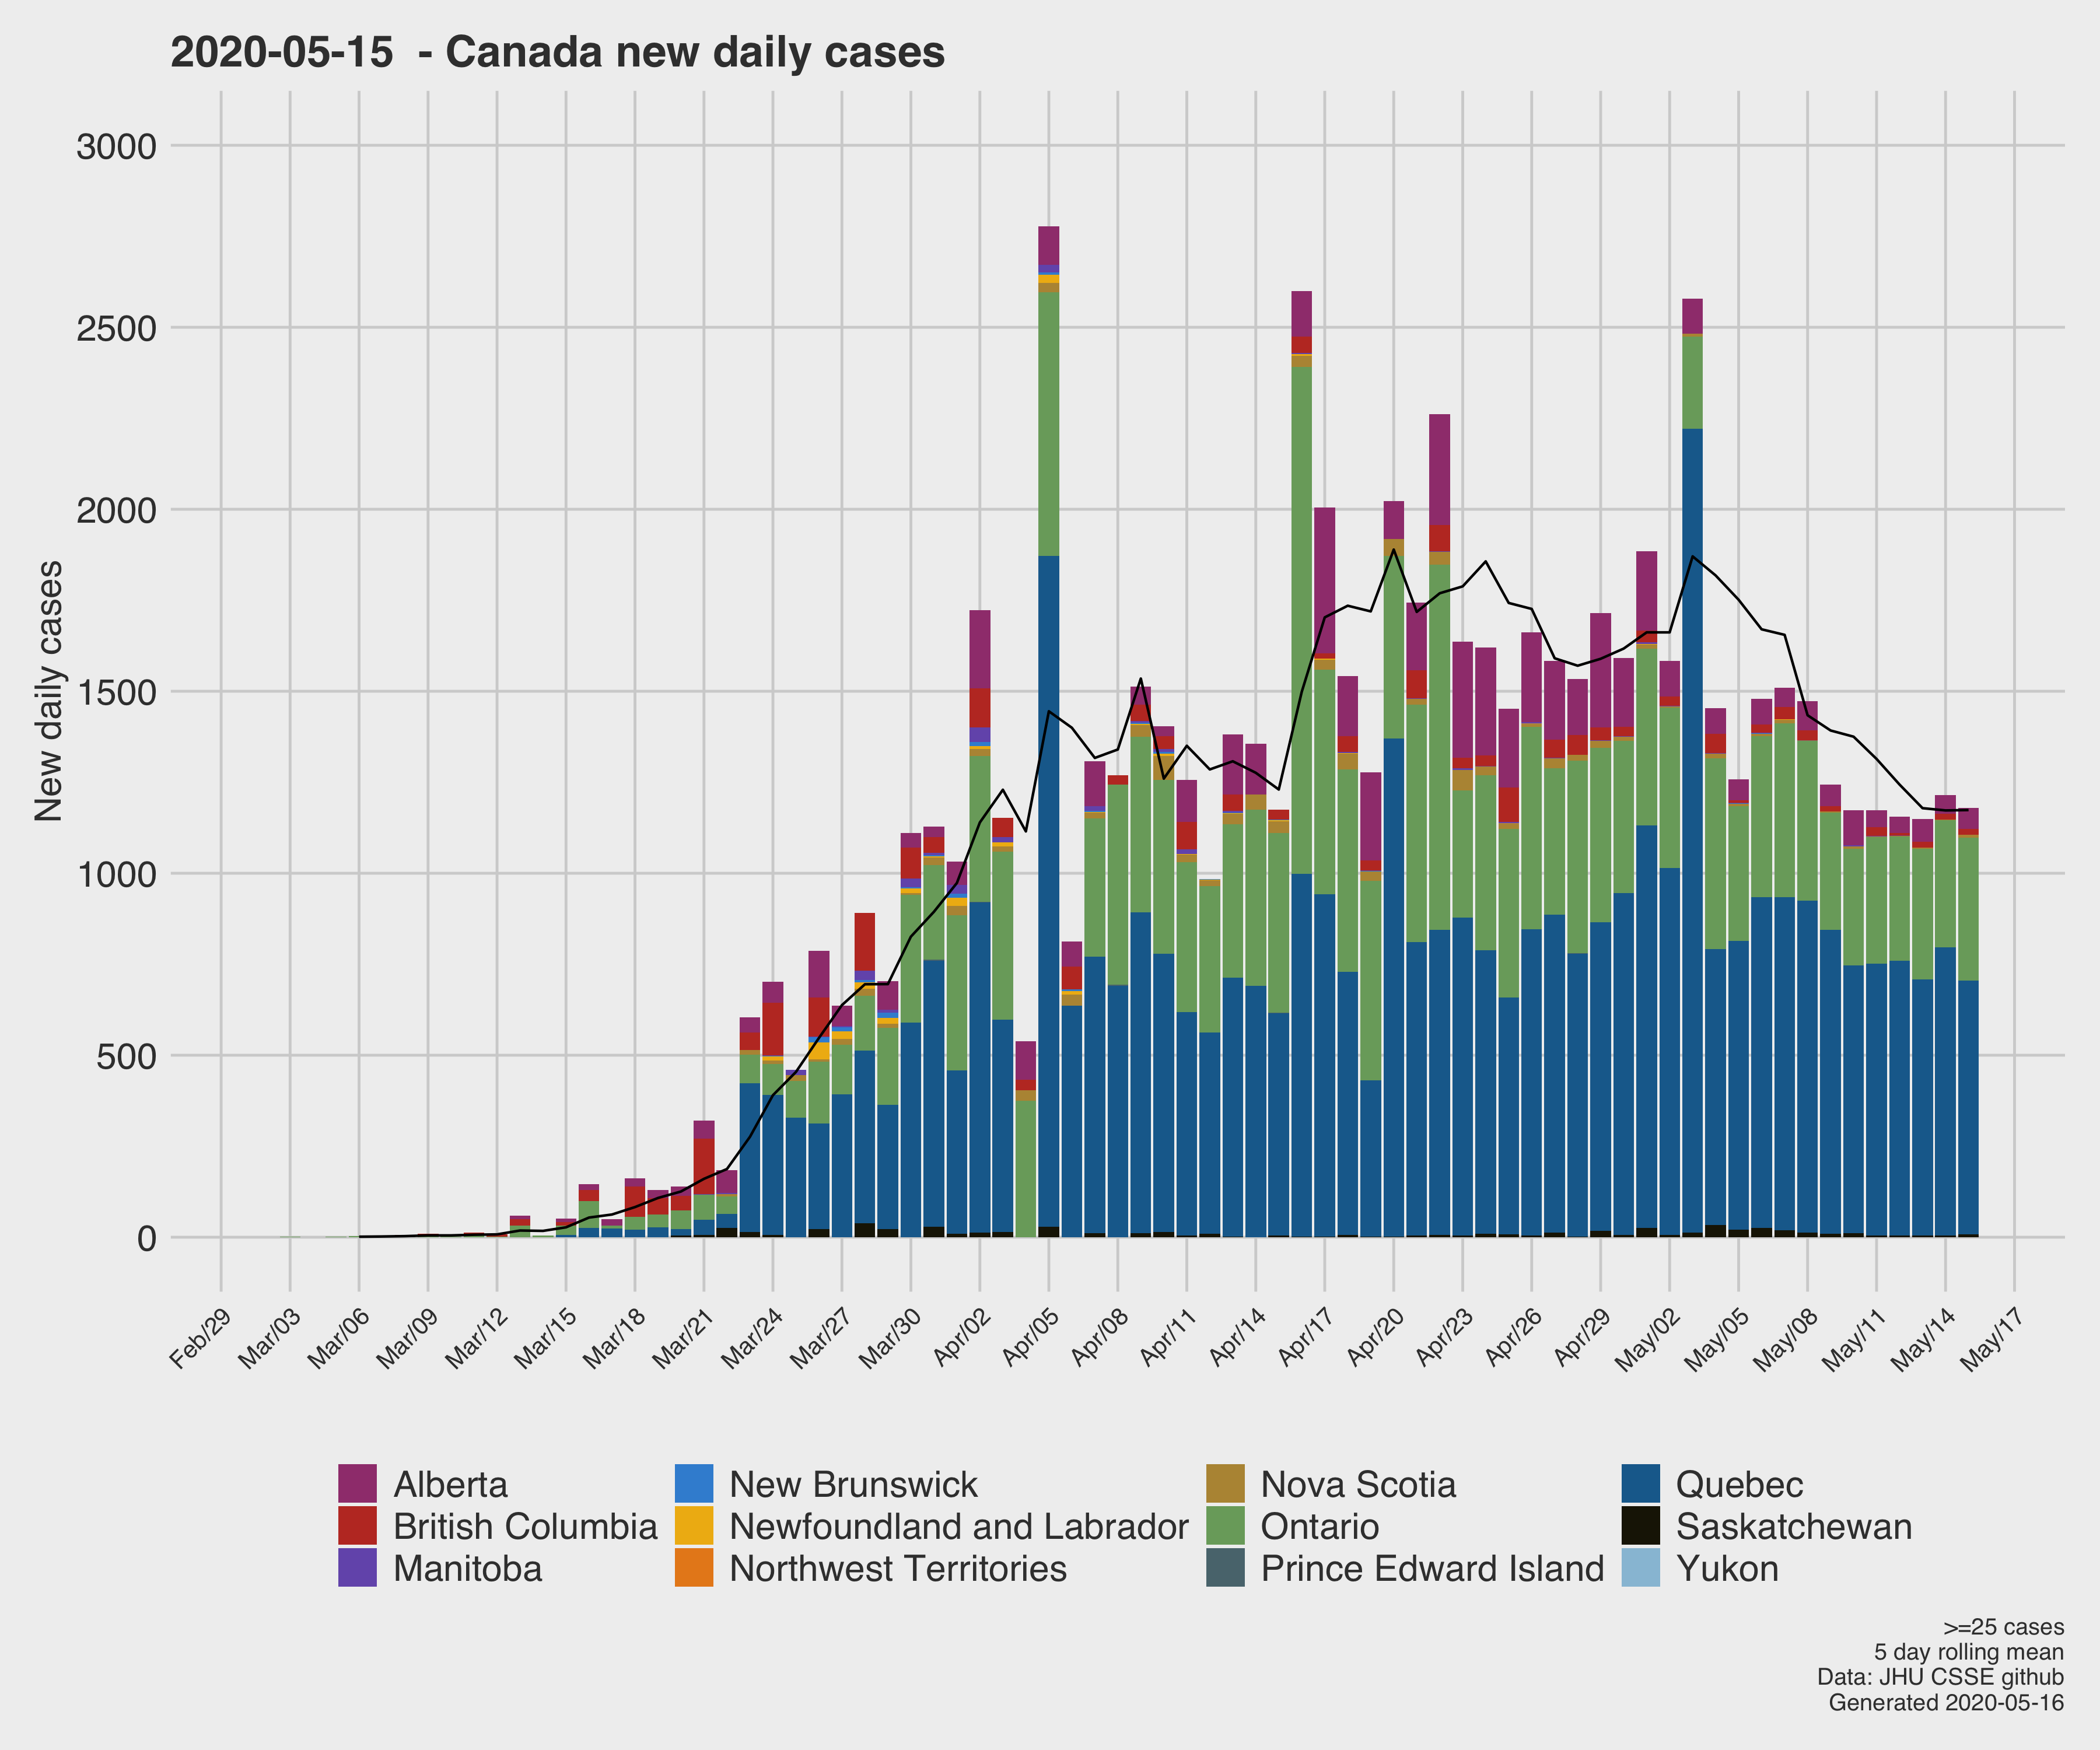 2020-05-15 - Canada new daily cases
New daily cases
3000
2500
2000
1500
1000
500
0
Feb/29
Mar/03
Mar/06
Mar/09
Mar/12
Mar/15
Mar/18
Mar/21
Mar/24
Mar/27
Mar/30
Apr/02
Apr/05
Apr/08
Apr/11
Apr/14
Apr/17
Apr/20
Apr/23
Apr/26
Apr/29
May/02
May/05
May/08
May/11
May/14
May/17
Alberta
British Columbia
Manitoba
New Brunswick
Newfoundland and Labrador
Northwest Territories
Nova Scotia
Ontario
Prince Edward Island
Quebec
Saskatchewan
Yukon
>=25 cases
5 day rolling mean
Data: JHU CSSE github
Generated 2020-05-16